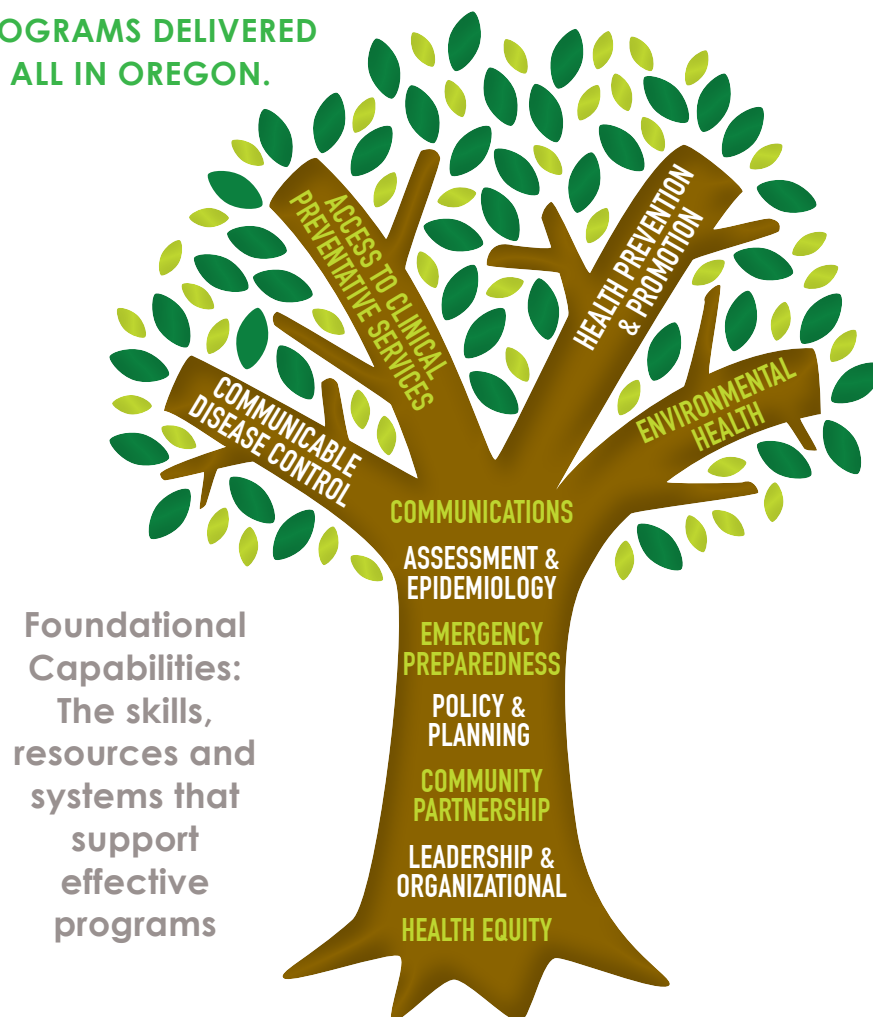 OGRAMS DELIVERED
ALL IN OREGON.
ACCESS TO CLINICAL
PREVENTATIVE SERVICES
HEALTH PREVENTION
& PROMOTION
COMMUNICABLE
DISEASE CONTROL
ENVIRONMENTAL
HEALTH
COMMUNICATIONS
ASSESSMENT &
EPIDEMIOLOGY
EMERGENCY
PREPAREDNESS
POLICY &
PLANNING
COMMUNITY
PARTNERSHIP
LEADERSHIP &
ORGANIZATIONAL
HEALTH EQUITY
Foundational
Capabilities:
The skills,
resources and
systems that
support
effective
programs